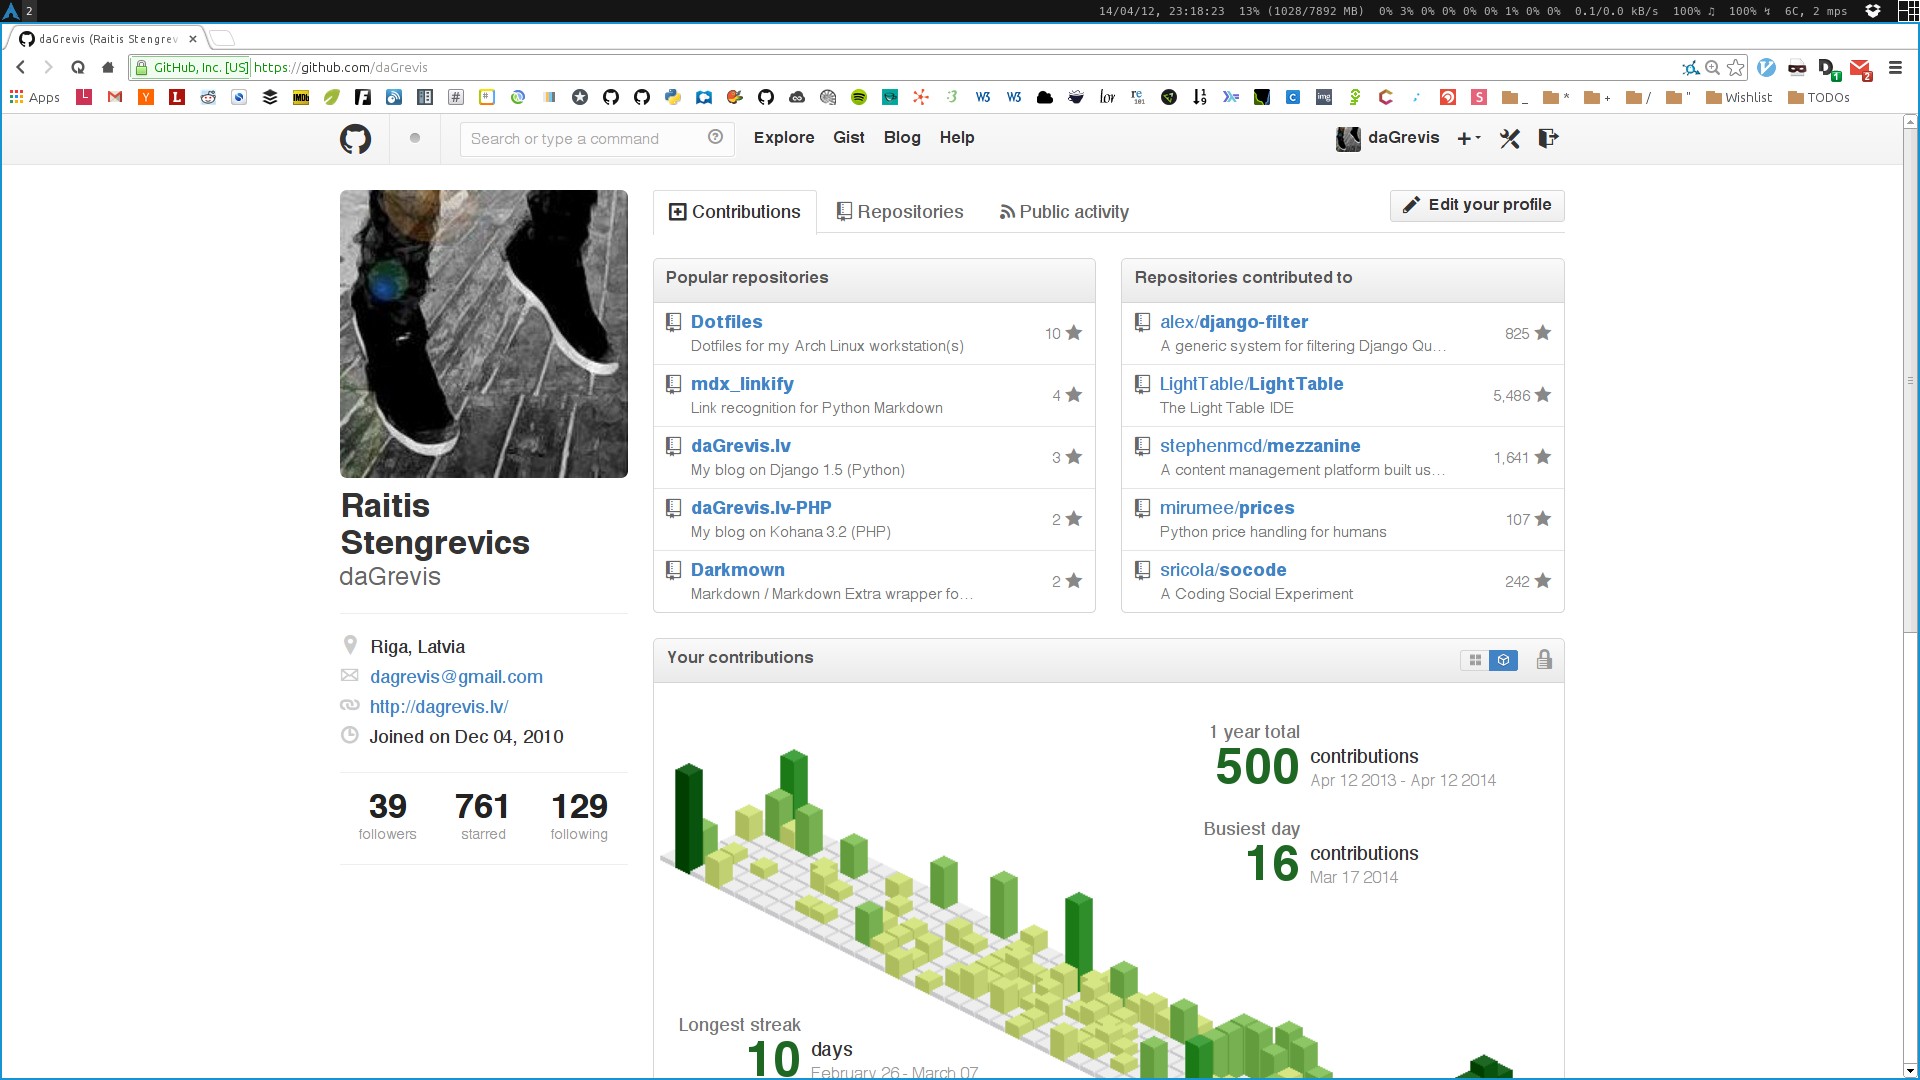 2
14/04/12, 23:18:23 13% (1028/7892 MB) 0% 3% 0% 0% 0% 0% 1% 0% 0% 0.1/0.0 kB/s 100% ♫ 100% ↯ 6C, 2 mps
daGrevis (Raitis Stengrev
GitHub, Inc. [US] https://github.com/daGrevis
1
2
Apps
_
*
+
/
"
Wishlist
TODOs
Search or type a command
Explore Gist Blog Help
daGrevis
Contributions
Repositories
Public activity
Edit your profile
Raitis
Stengrevics
daGrevis
Riga, Latvia
dagrevis@gmail.com
http://dagrevis.lv/
Joined on Dec 04, 2010
39 761 129
followers starred following
Popular repositories
Dotfiles
Dotfiles for my Arch Linux workstation(s)
10
mdx_linkify
Link recognition for Python Markdown
4
daGrevis.lv
My blog on Django 1.5 (Python)
3
daGrevis.lv-PHP
My blog on Kohana 3.2 (PHP)
2
Darkmown
Markdown / Markdown Extra wrapper fo…
2
Repositories contributed to
alex/django-filter
A generic system for filtering Django Qu…
825
LightTable/LightTable
The Light Table IDE
5,486
stephenmcd/mezzanine
A content management platform built us…
1,641
mirumee/prices
Python price handling for humans
107
sricola/socode
A Coding Social Experiment
242
Your contributions
1 year total
500 contributions
Apr 12 2013 - Apr 12 2014
Busiest day
16 contributions
Mar 17 2014
Longest streak
10 days
February 26 - March 07